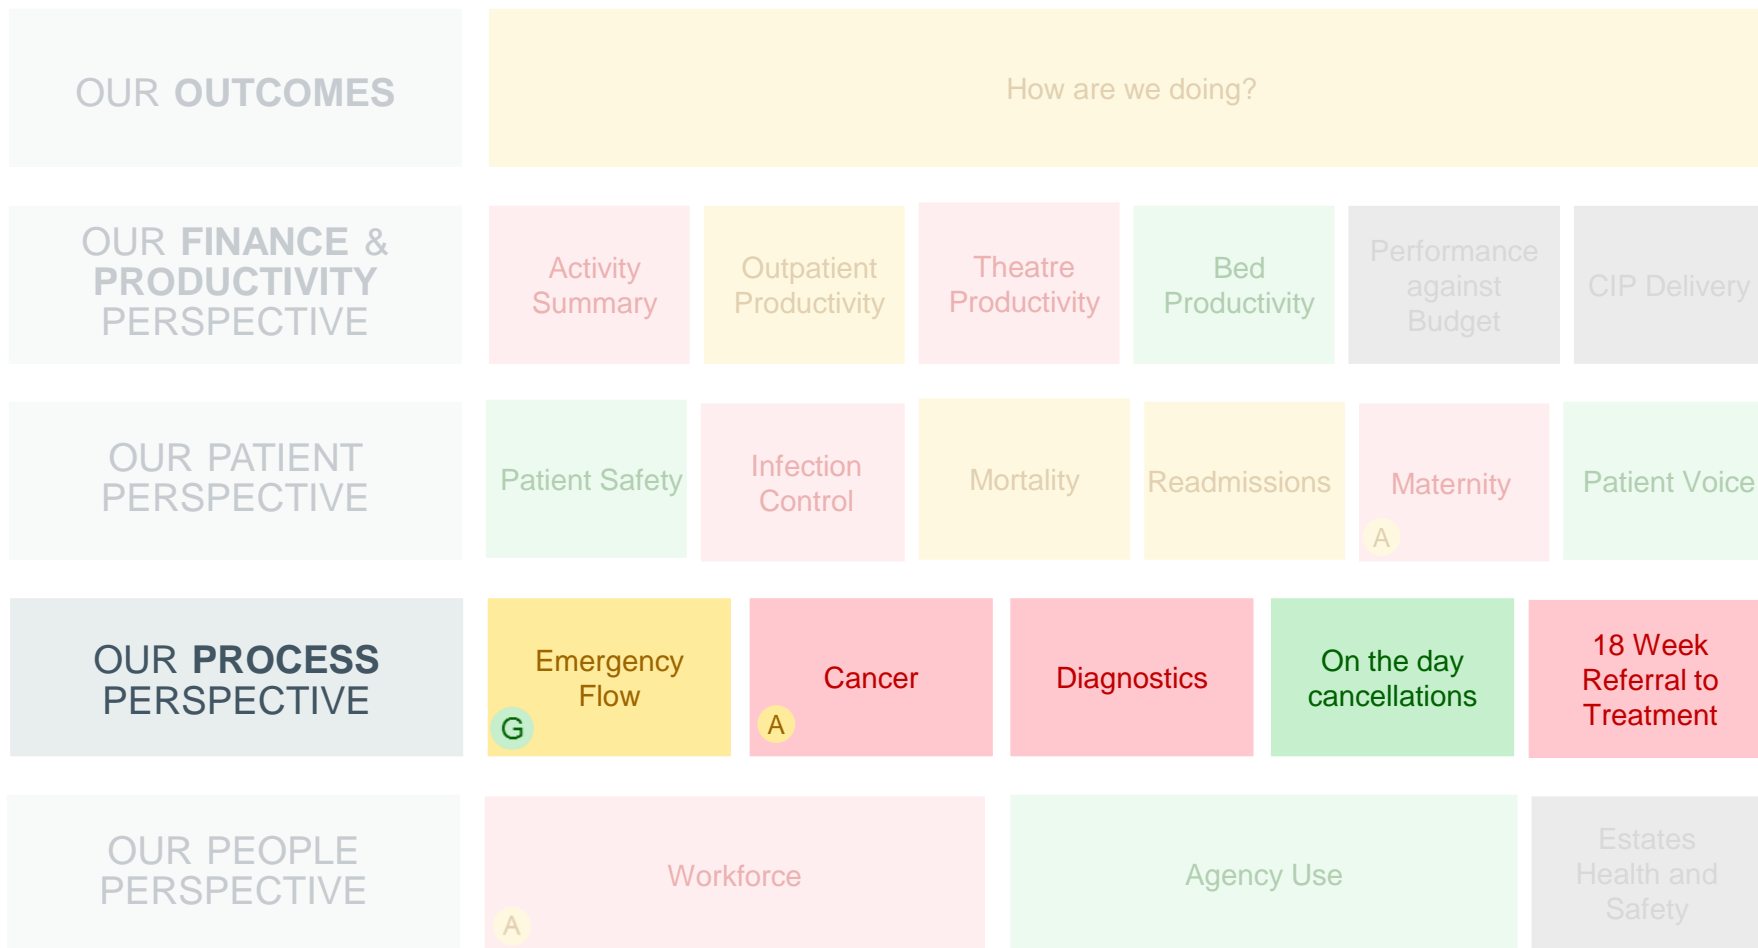 OUR OUTCOMES
How are we doing?
OUR FINANCE &
PRODUCTIVITY
PERSPECTIVE
Activity
Summary
Outpatient
Productivity
Theatre
Productivity
Bed
Productivity
Performance
against
Budget
CIP Delivery
OUR PATIENT
PERSPECTIVE
Patient Safety
Infection
Control
Mortality
Readmissions
Maternity
A
Patient Voice
OUR PROCESS
PERSPECTIVE
Emergency
Flow
G
Cancer
A
Diagnostics
On the day
cancellations
18 Week
Referral to
Treatment
OUR PEOPLE
PERSPECTIVE
Workforce
A
Agency Use
Estates
Health and
Safety